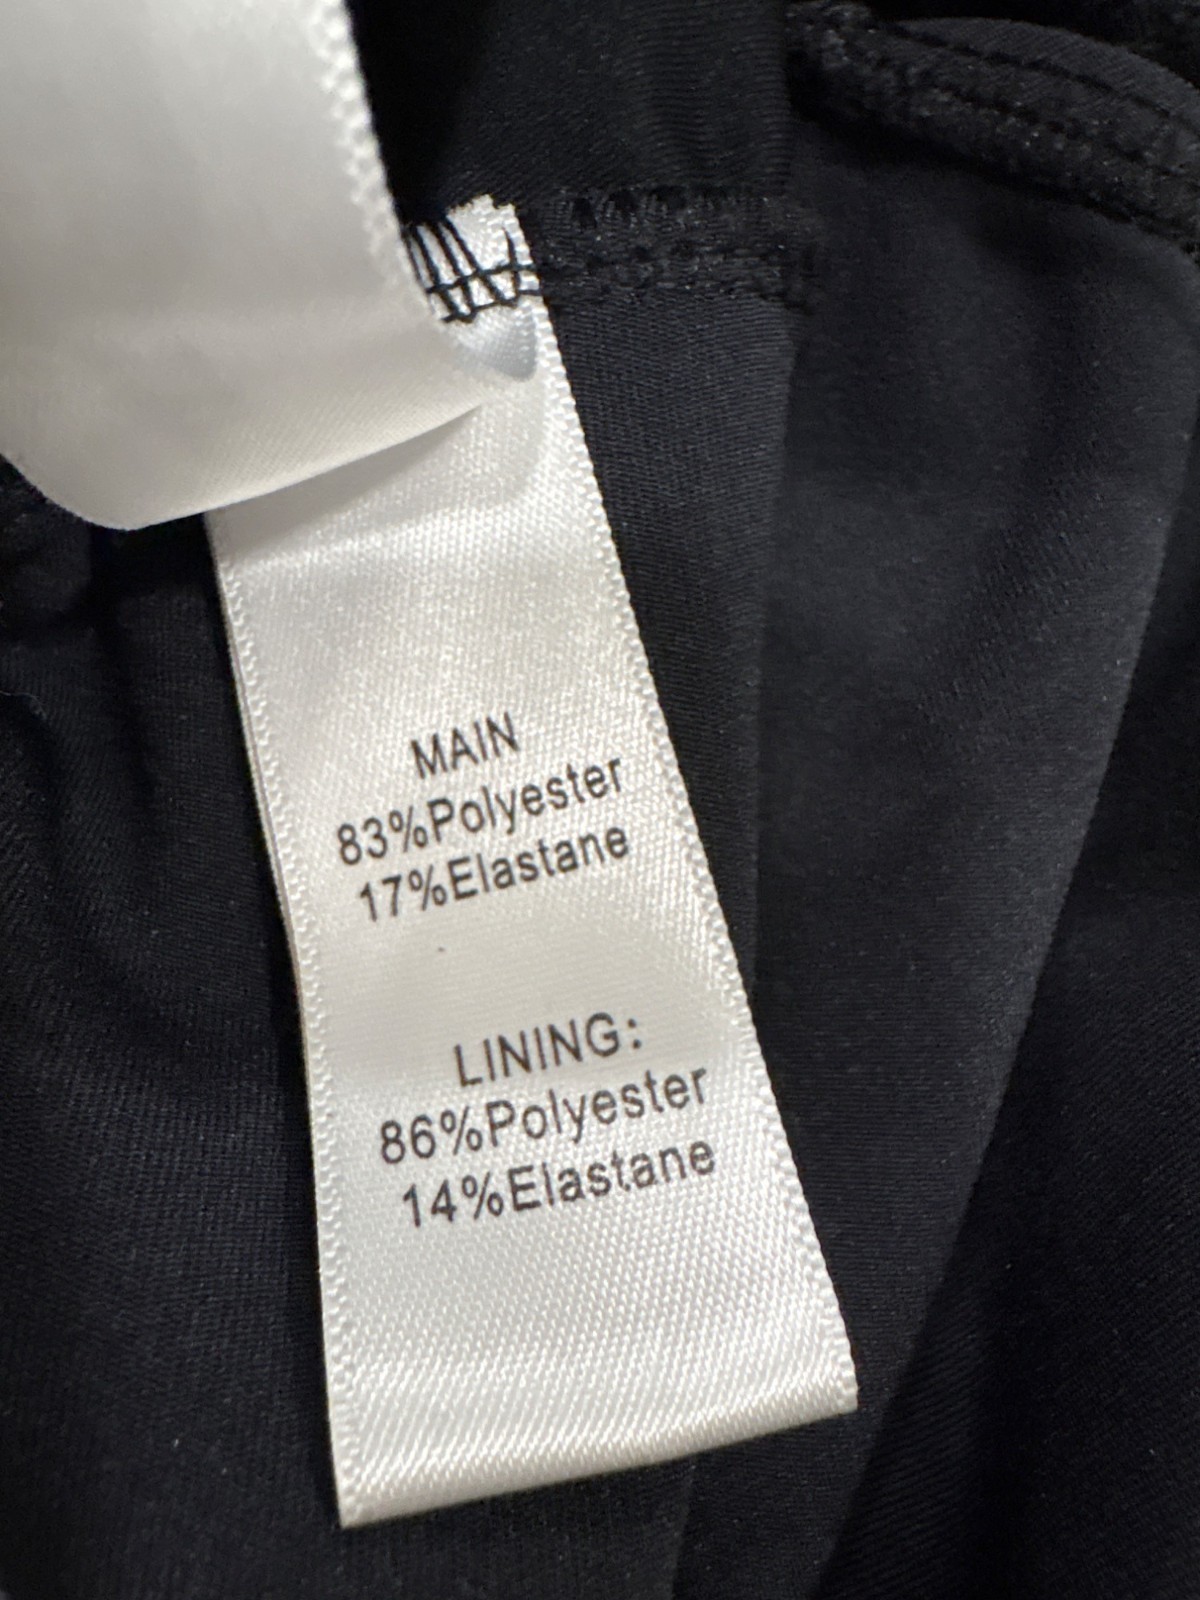 MAIN
83%Polyester
17%Elastane
LINING:
86%Polyester
14%Elastane